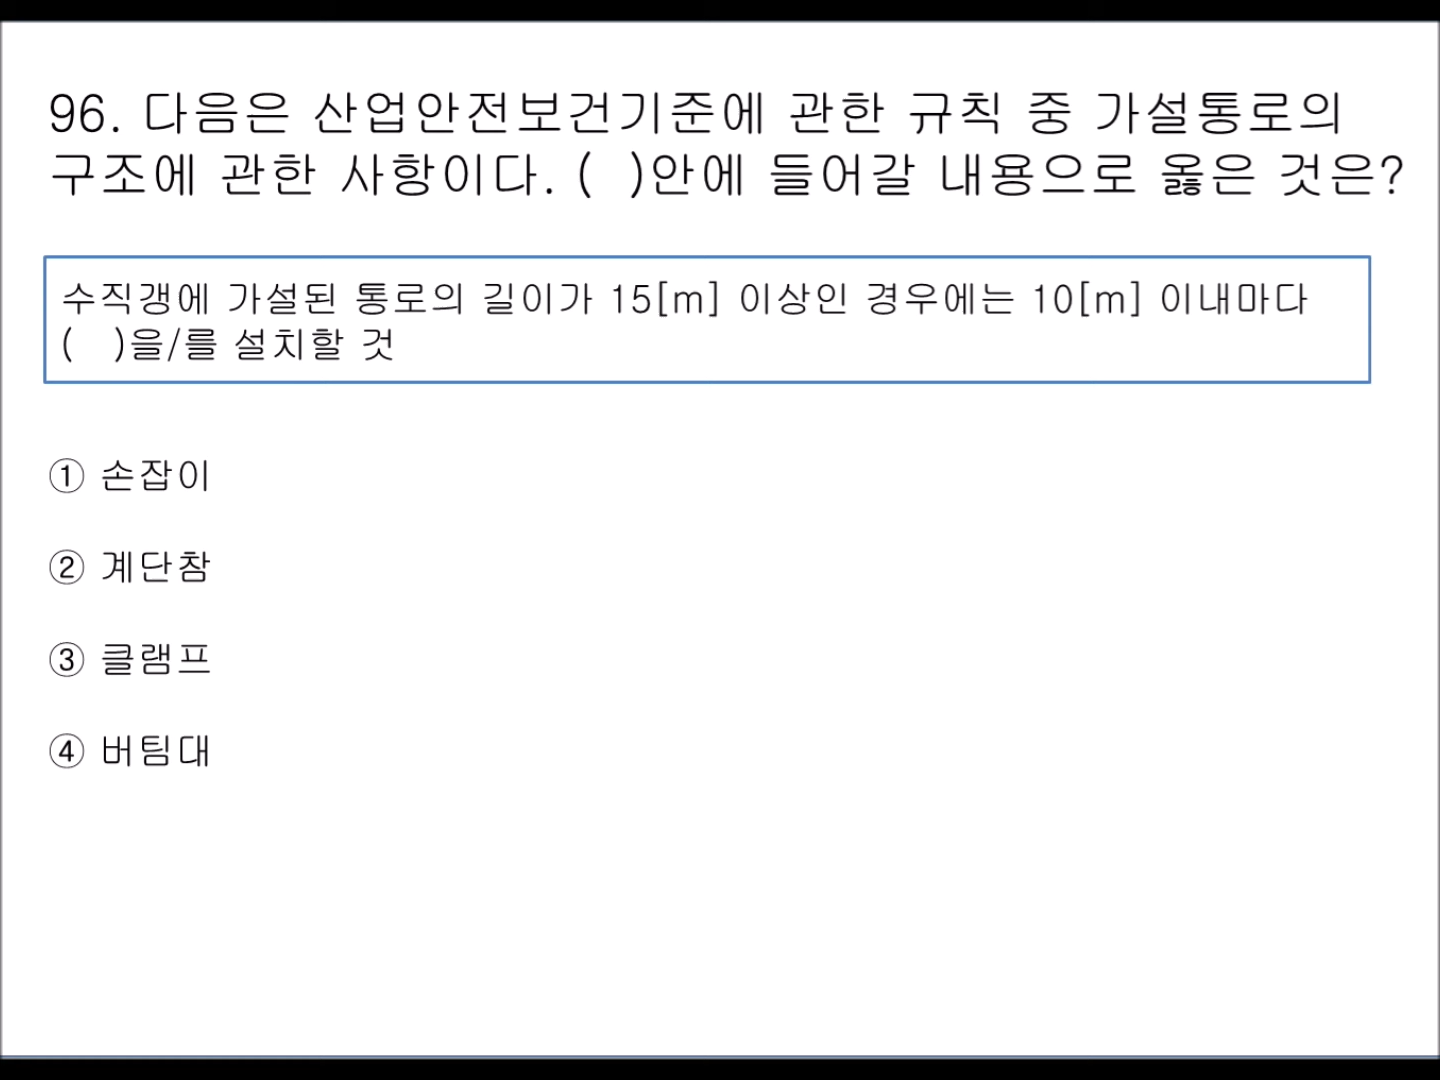 96. 다음은 산업안전보건기준에 관한 규칙 중 가설통로의
구조에 관한 사항이다. (  )안에 들어갈 내용으로 옳은 것은?
수직갱에 가설된 통로의 길이가 15[m] 이상인 경우에는 10[m] 이내마다
(   )을/를 설치할 것
① 손잡이
② 계단참
③ 클램프
④ 버팀대